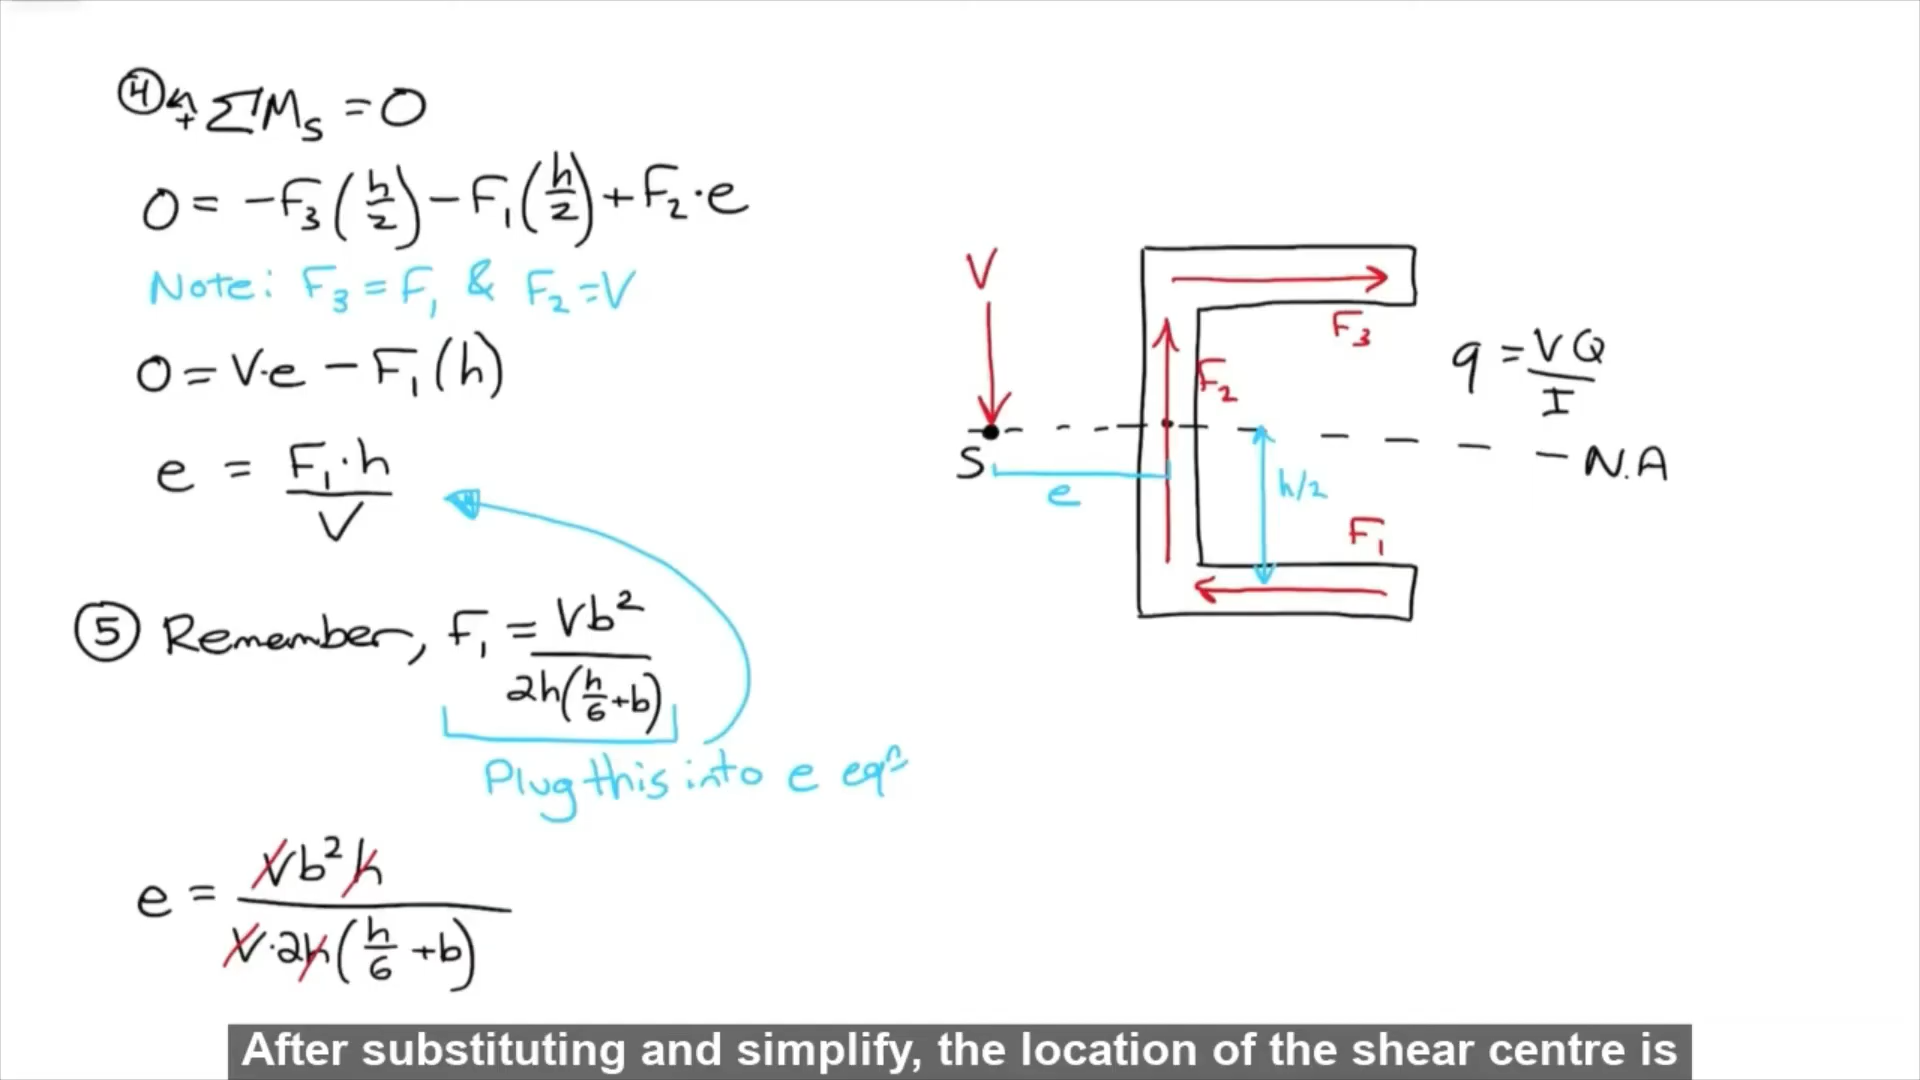 ④ ↰+ ΣM_S = 0
0 = -F₃(h/2) - F₁(h/2) + F₂·e
Note: F₃ = F₁ & F₂ = V
0 = V·e - F₁(h)
e = F₁·h / V
⑤ Remember, F₁ = Vb² / 2h(h/6 + b)
Plug this into e eqⁿ
e = Vb²h / V·2h(h/6 + b)
V
F₃
F₂
q = VQ / I
S
e
h/2
N.A
F₁
After substituting and simplify, the location of the shear centre is